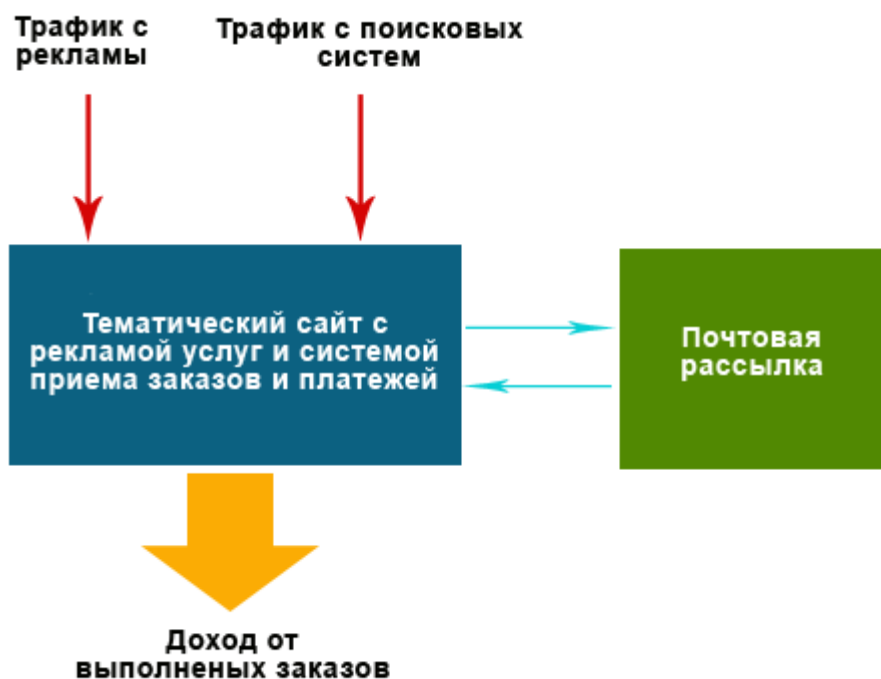 Трафик с
рекламы
Трафик с поисковых
систем
Тематический сайт с
рекламой услуг и системой
приема заказов и платежей
Почтовая
рассылка
Доход от
выполненых заказов